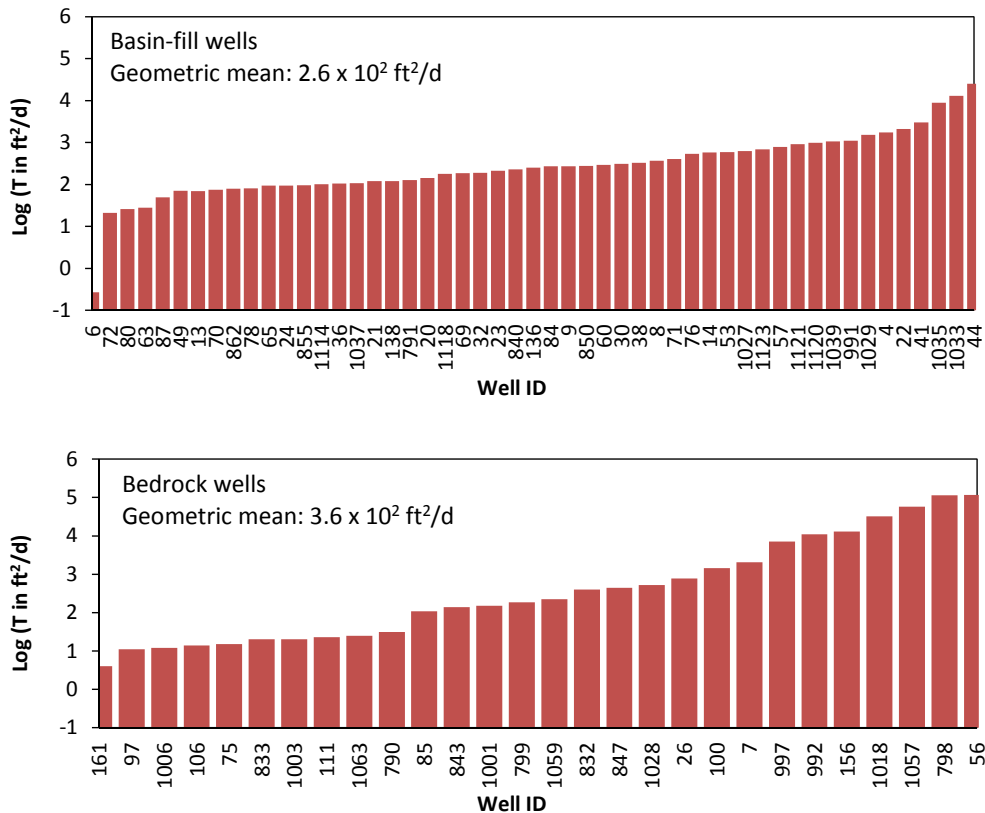 6
5
4
3
2
1
0
-1
Log (T in ft²/d)
Basin-fill wells
Geometric mean: 2.6 x 10² ft²/d
6 72 80 63 87 49 13 70 862 78 65 24 855 1114 36 1037 21 138 791 20 1118 69 32 23 840 136 84 9 850 60 30 38 8 71 76 14 53 1027 1123 57 1121 1120 1039 991 1029 4 22 41 1035 1033 44
Well ID
6
5
4
3
2
1
0
-1
Log (T in ft²/d)
Bedrock wells
Geometric mean: 3.6 x 10² ft²/d
161 97 1006 106 75 833 1003 111 1063 790 85 843 1001 799 1059 832 847 1028 26 100 7 997 992 156 1018 1057 798 56
Well ID